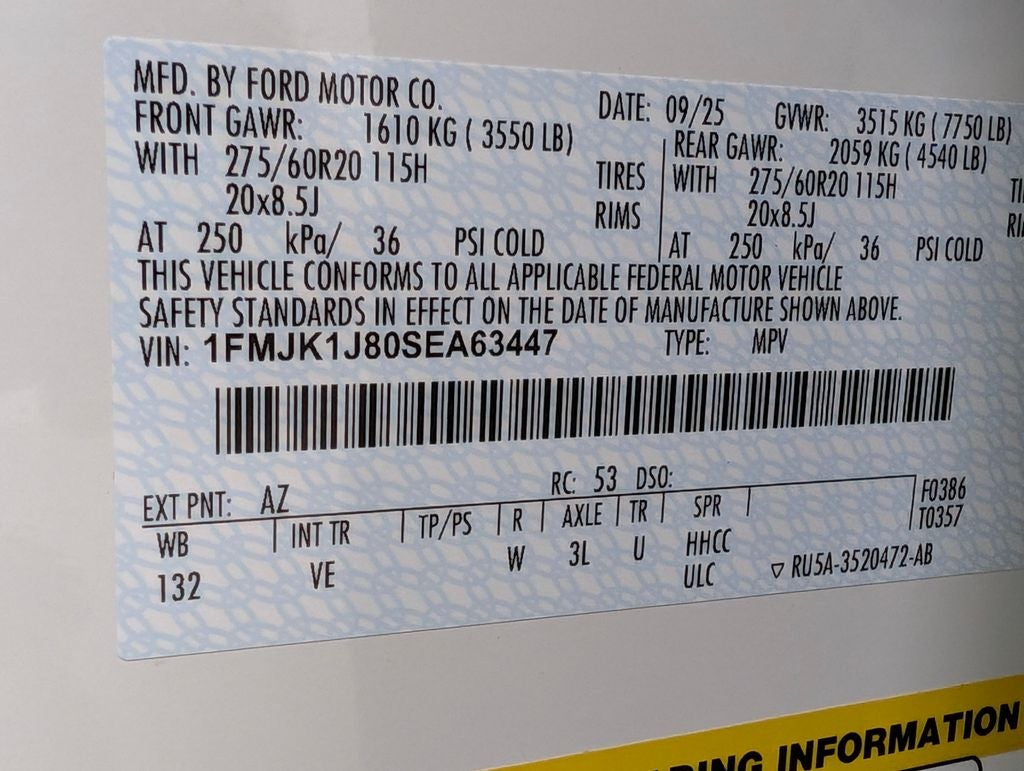 MFD. BY FORD MOTOR CO. DATE: 09/25 GVWR: 3515 KG ( 7750 LB)
FRONT GAWR: 1610 KG ( 3550 LB) REAR GAWR: 2059 KG ( 4540 LB)
WITH 275/60R20 115H TIRES WITH 275/60R20 115H TI
20x8.5J RIMS 20x8.5J RI
AT 250 kPa/ 36 PSI COLD AT 250 kPa/ 36 PSI COLD
THIS VEHICLE CONFORMS TO ALL APPLICABLE FEDERAL MOTOR VEHICLE
SAFETY STANDARDS IN EFFECT ON THE DATE OF MANUFACTURE SHOWN ABOVE.
VIN: 1FMJK1J80SEA63447 TYPE: MPV
EXT PNT: AZ RC: 53 DSO:
WB INT TR TP/PS R AXLE TR SPR F0386
T0357
132 VE W 3L U HHCC
ULC ▽ RU5A-3520472-AB
DING INFORMATION